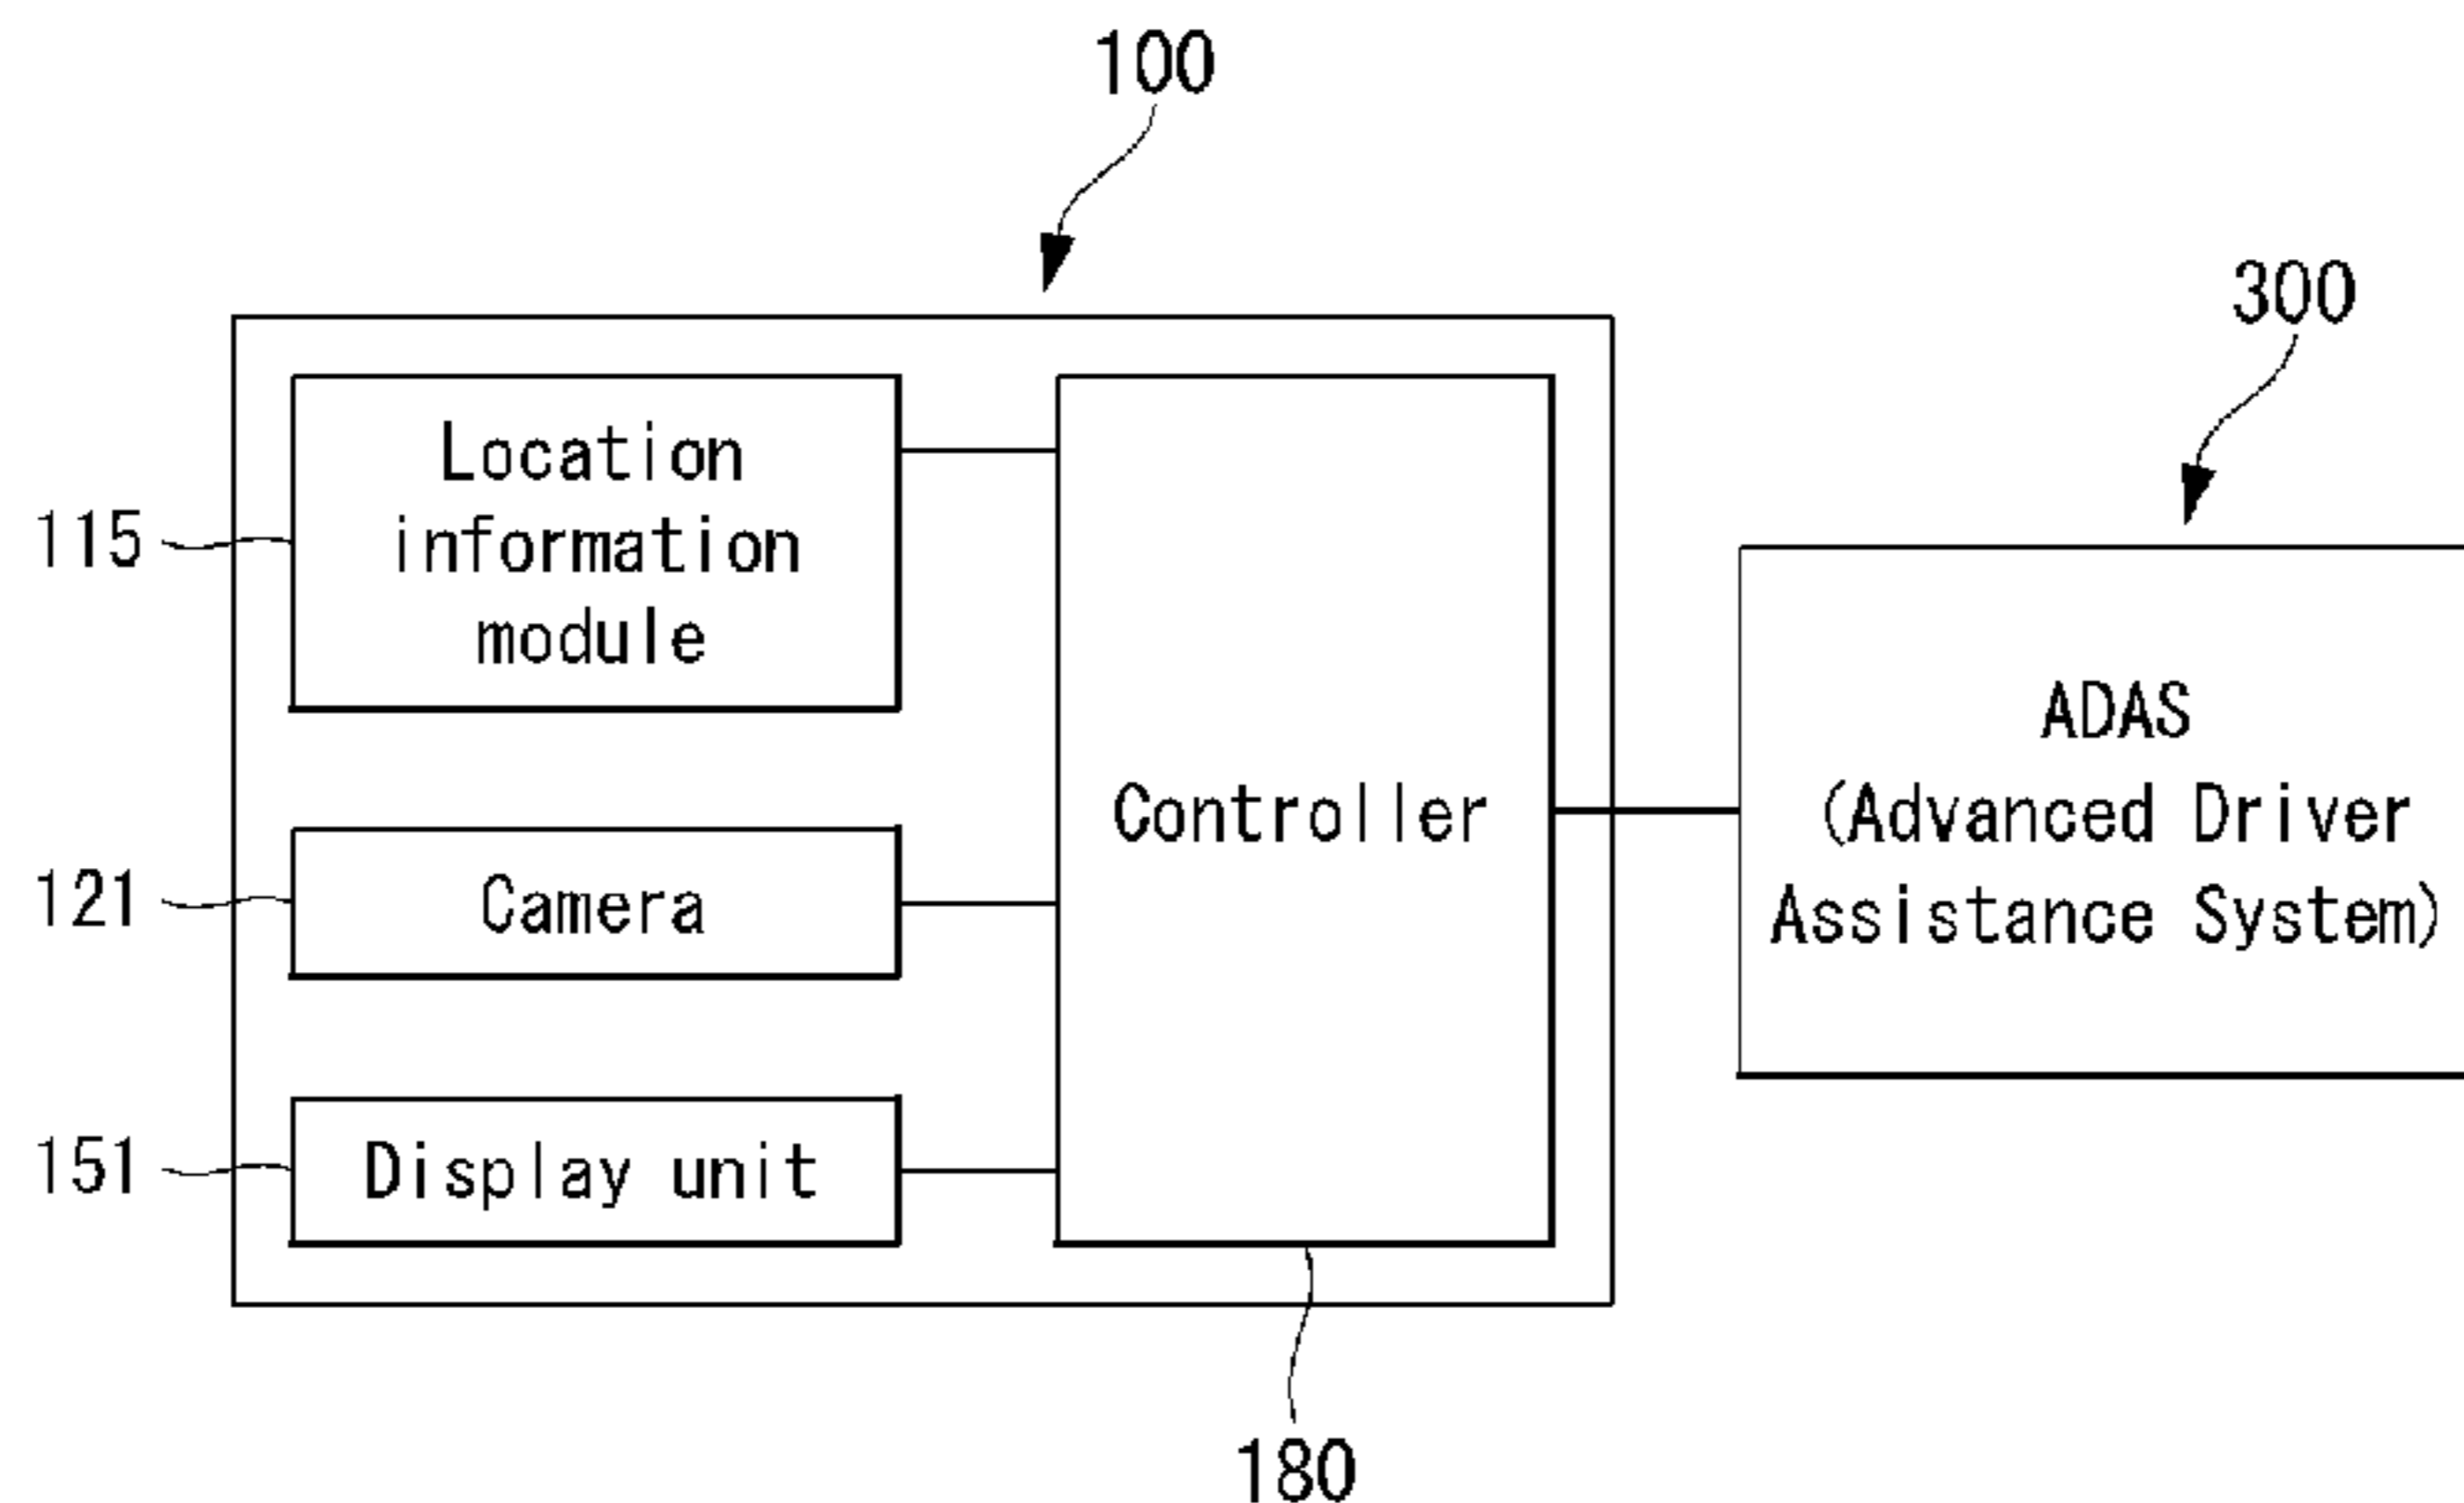 100
300
115
Location
information
module
121
Camera
151
Display unit
Controller
180
ADAS
(Advanced Driver
Assistance System)